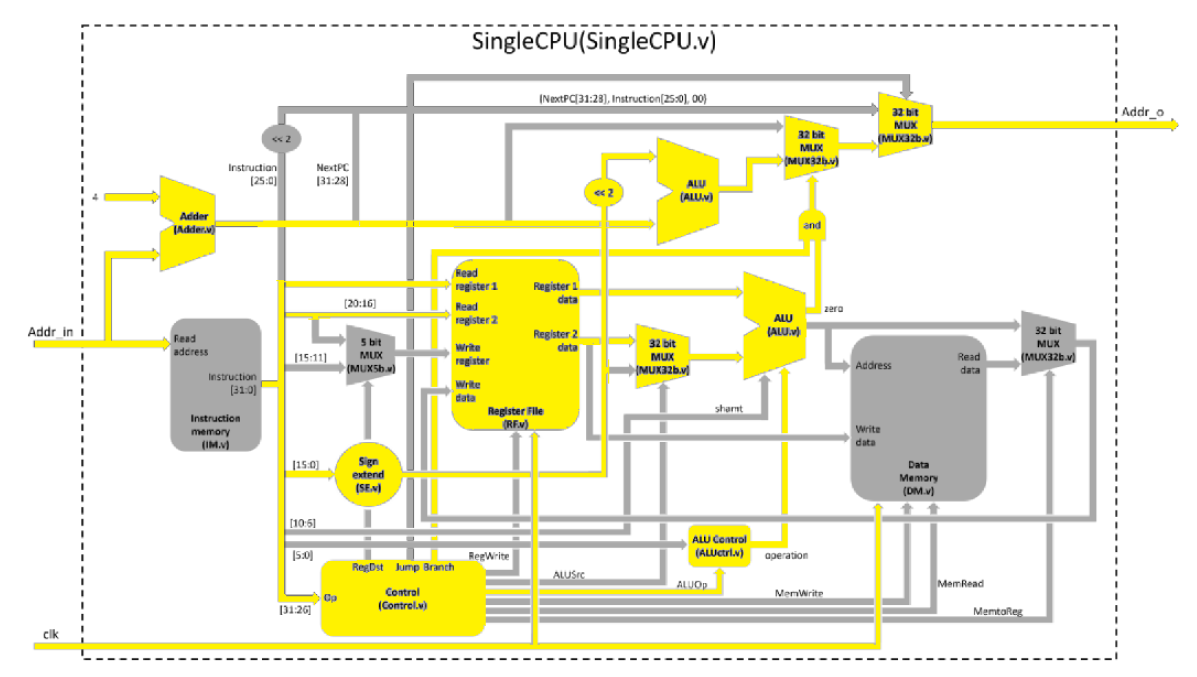 SingleCPU(SingleCPU.v)
(NextPC[31:28], Instruction[25:0], 00)
32 bit
MUX
(MUX32b.v)
Addr_o
<< 2
32 bit
MUX
(MUX32b.v)
Instruction
[25:0]
NextPC
[31:28]
4
Adder
(Adder.v)
<< 2
ALU
(ALU.v)
and
Addr_in
Read
address
Instruction
[31:0]
Instruction
memory
(IM.v)
[20:16]
[15:11]
5 bit
MUX
(MUX5b.v)
Read
register 1
Read
register 2
Write
register
Write
data
Register 1
data
Register 2
data
Register File
(RF.v)
32 bit
MUX
(MUX32b.v)
ALU
(ALU.v)
zero
shamt
Address
Read
data
Write
data
Data
Memory
(DM.v)
32 bit
MUX
(MUX32b.v)
[15:0]
Sign
extend
(SE.v)
[10:6]
[5:0]
ALU Control
(ALUctrl.v)
operation
RegDst
Jump
Branch
RegWrite
ALUSrc
ALUOp
MemWrite
MemRead
MemtoReg
[31:26]
Op
Control
(Control.v)
clk